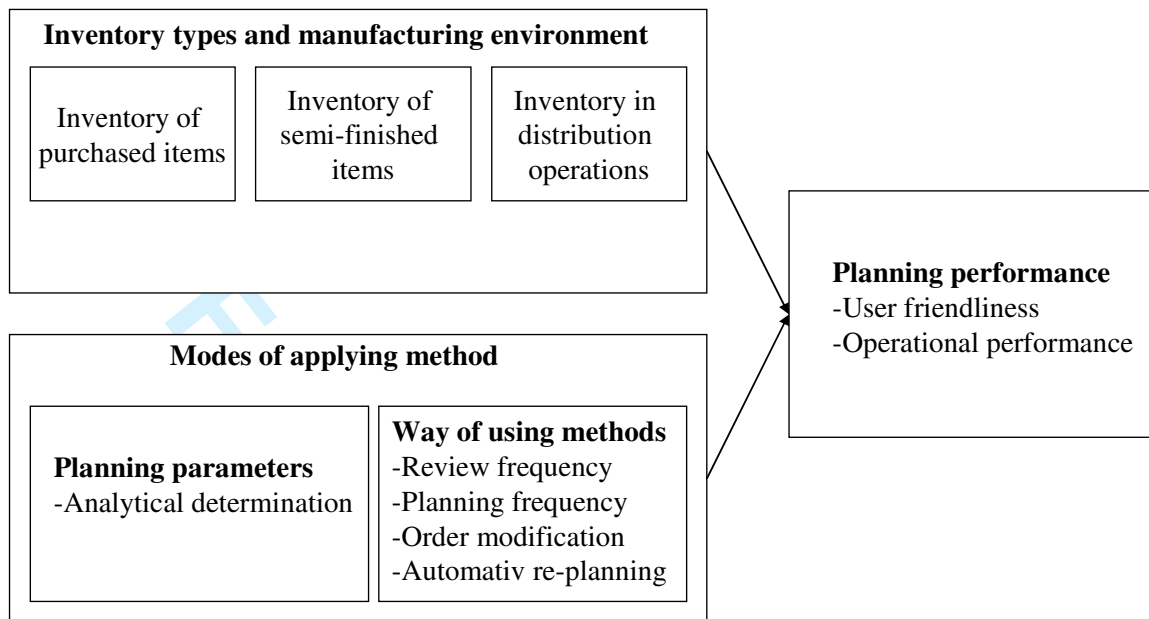 Inventory types and manufacturing environment
Inventory of
purchased items
Inventory of
semi-finished
items
Inventory in
distribution
operations
Planning performance
-User friendliness
-Operational performance
Modes of applying method
Planning parameters
-Analytical determination
Way of using methods
-Review frequency
-Planning frequency
-Order modification
-Automativ re-planning